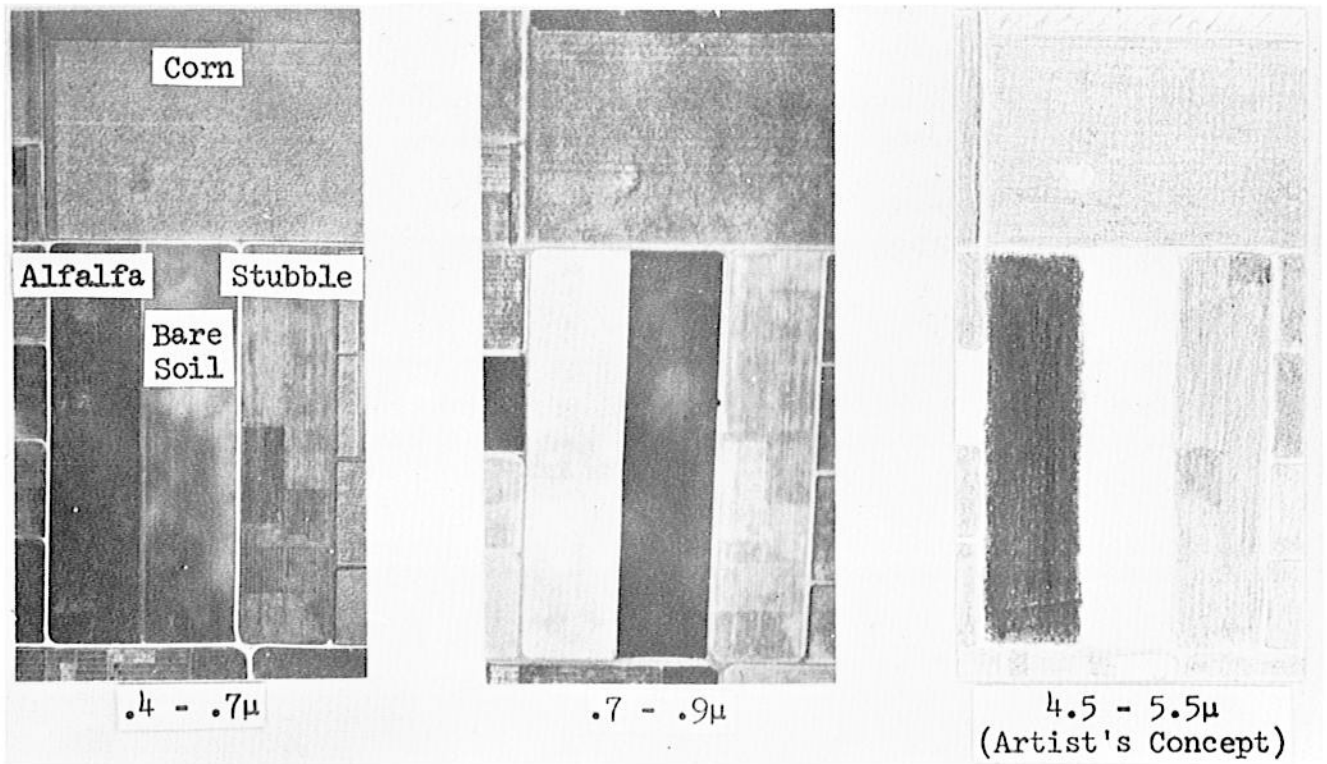 Corn
Alfalfa
Stubble
Bare
Soil
.4 - .7μ
.7 - .9μ
4.5 - 5.5μ
(Artist's Concept)